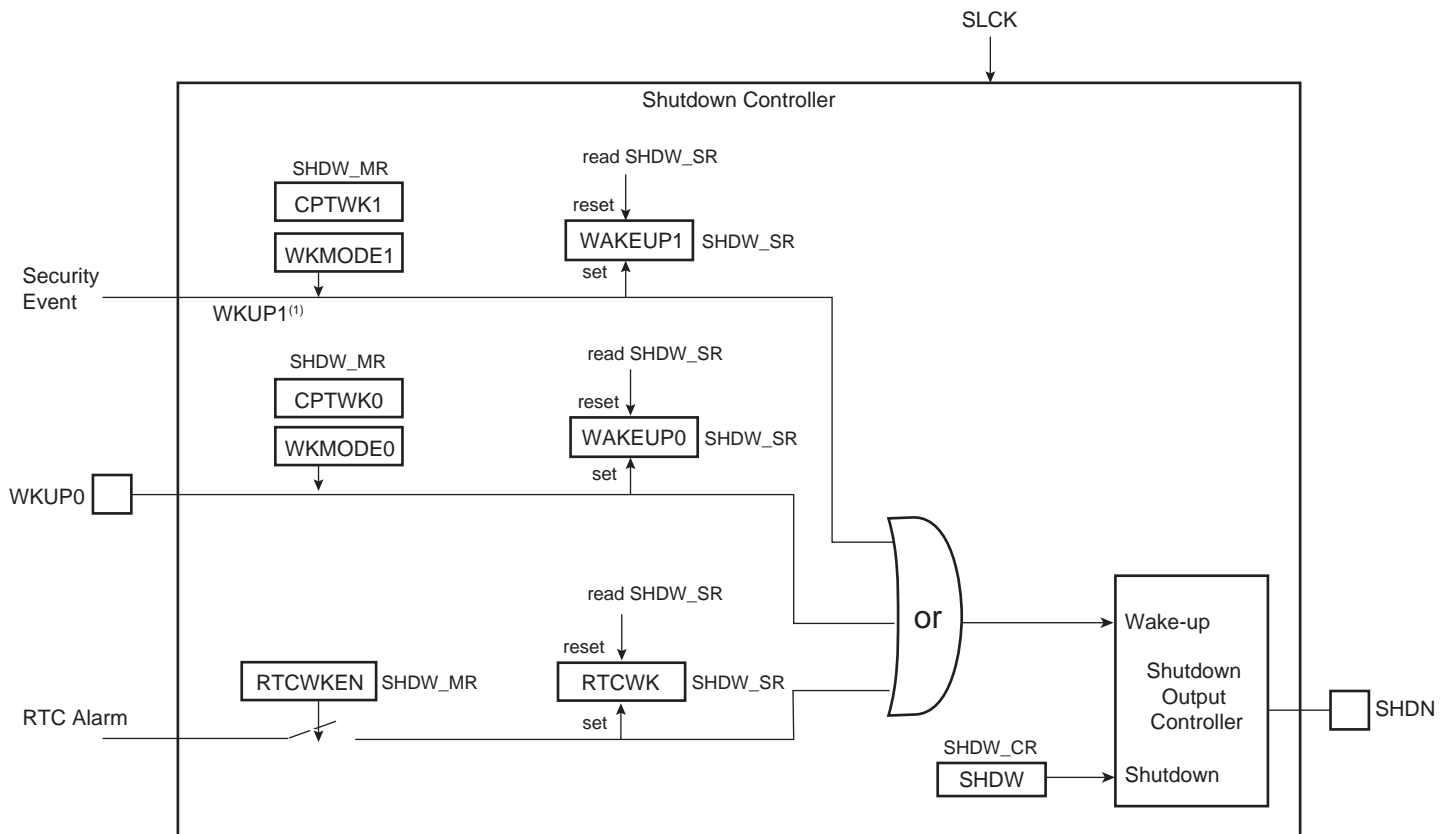 SLCK
Shutdown Controller
read SHDW_SR
SHDW_MR
CPTWK1
reset
WAKEUP1
SHDW_SR
WKMODE1
set
Security
Event
WKUP1(1)
read SHDW_SR
SHDW_MR
CPTWK0
reset
WAKEUP0
SHDW_SR
WKMODE0
set
WKUP0
read SHDW_SR
or
Wake-up
reset
RTCWKEN
SHDW_MR
RTCWK
SHDW_SR
Shutdown
Output
Controller
SHDN
RTC Alarm
set
SHDW_CR
SHDW
Shutdown